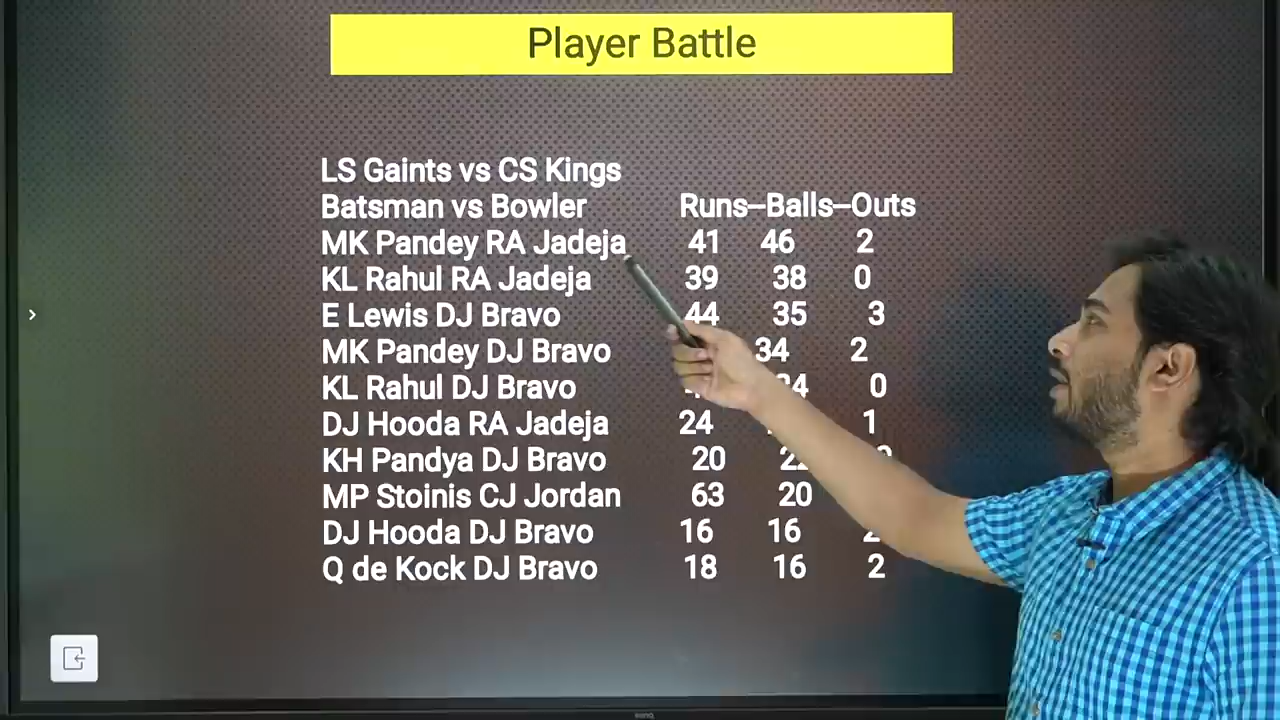 Player Battle
LS Gaints vs CS Kings
Batsman vs Bowler Runs–Balls–Outs
MK Pandey RA Jadeja 41 46 2
KL Rahul RA Jadeja 39 38 0
E Lewis DJ Bravo 44 35 3
MK Pandey DJ Bravo 34 2
KL Rahul DJ Bravo 0
DJ Hooda RA Jadeja 24 1
KH Pandya DJ Bravo 20
MP Stoinis CJ Jordan 63 20
DJ Hooda DJ Bravo 16 16
Q de Kock DJ Bravo 18 16 2